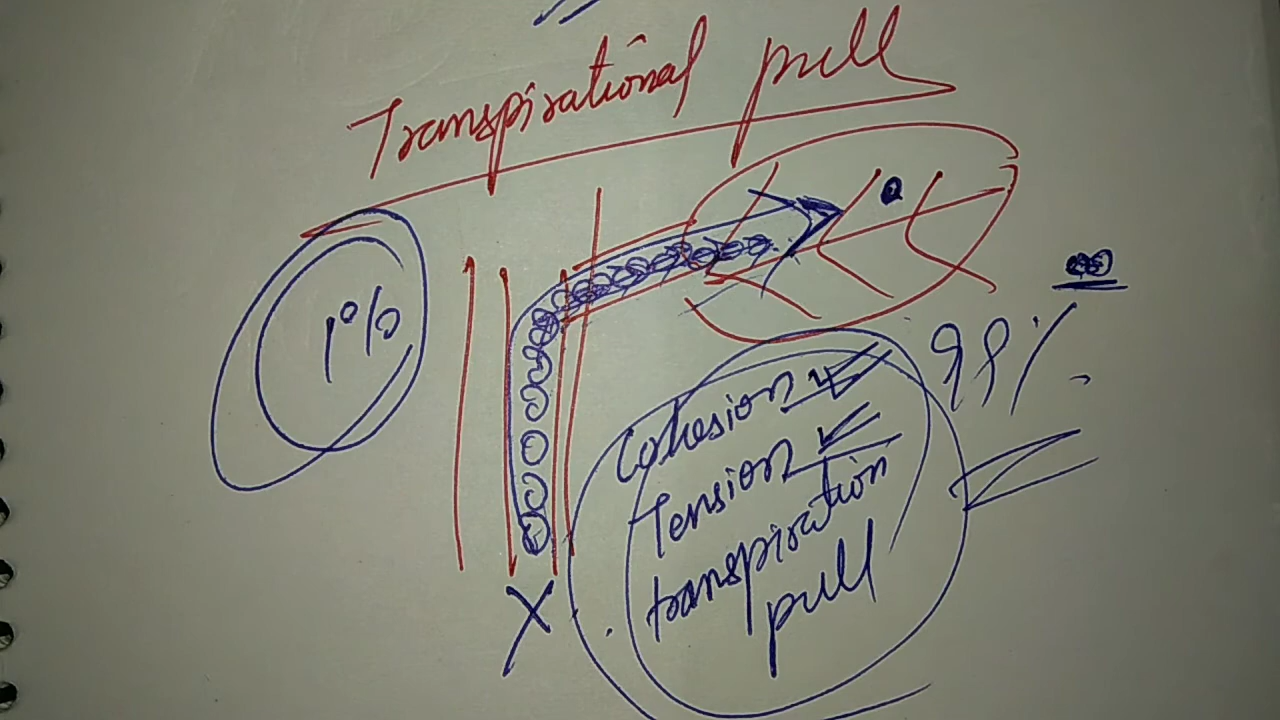 Transpirational pull
1%
99%
Cohesion
Tension
transpiration
pull
X